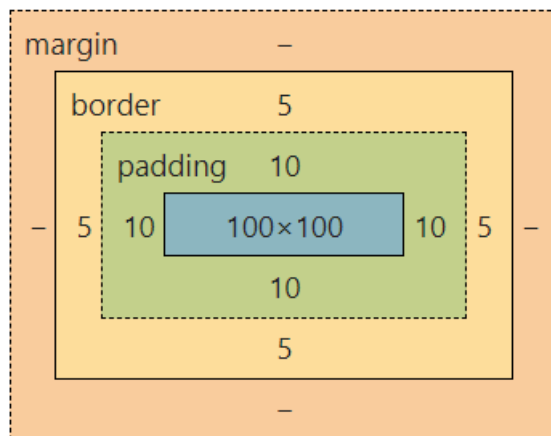 margin –
border 5
padding 10
– 5 10 100×100 10 5 –
10
5
–